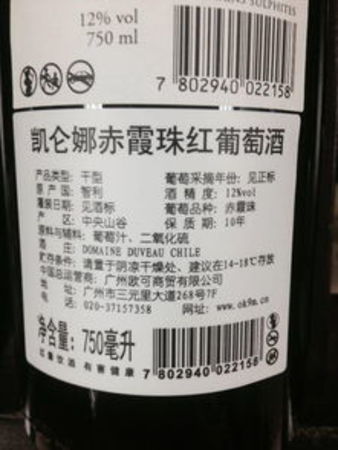 SULPHITES
12% vol
750 ml
7 802940 022158
凯仑娜赤霞珠红葡萄酒
产品类型: 干型 葡萄采摘年份: 见正标
原产国: 智利 酒精度: 12%vol
灌装日期: 见酒标 葡萄品种: 赤霞珠
产区: 中央山谷 保质期: 10年
原料与辅料: 葡萄汁、二氧化硫
酒庄: DOMAINE DUVEAU CHILE
贮存条件: 请置于阴凉干燥处、建议在14-18℃存放
中国总运营商: 广州欧可商贸有限公司
地址: 广州市三元里大道268号7F
电话: 020-37157723 网址: www.ok9m.cn
净含量: 750毫升
过量饮酒 有害健康
7 802940 022158